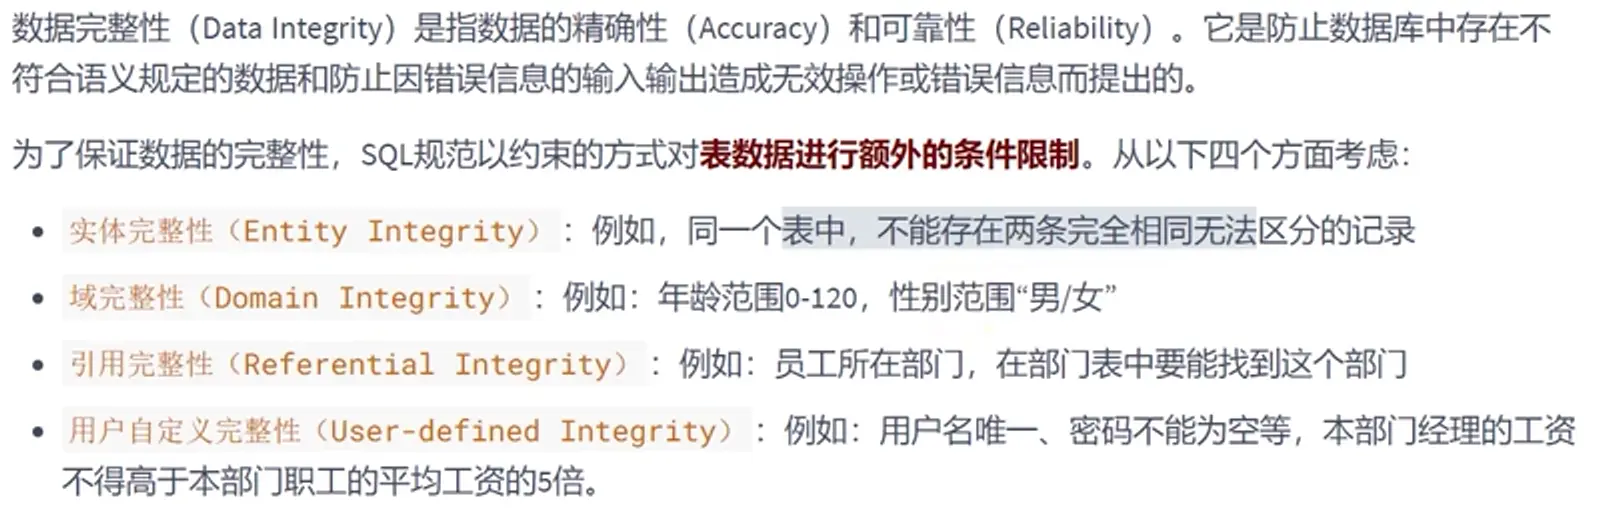 数据完整性（Data Integrity）是指数据的精确性（Accuracy）和可靠性（Reliability）。它是防止数据库中存在不
符合语义规定的数据和防止因错误信息的输入输出造成无效操作或错误信息而提出的。
为了保证数据的完整性，SQL规范以约束的方式对表数据进行额外的条件限制。从以下四个方面考虑：
• 实体完整性（Entity Integrity）：例如，同一个表中，不能存在两条完全相同无法区分的记录
• 域完整性（Domain Integrity）：例如：年龄范围0-120，性别范围“男/女”
• 引用完整性（Referential Integrity）：例如：员工所在部门，在部门表中要能找到这个部门
• 用户自定义完整性（User-defined Integrity）：例如：用户名唯一、密码不能为空等，本部门经理的工资
不得高于本部门职工的平均工资的5倍。